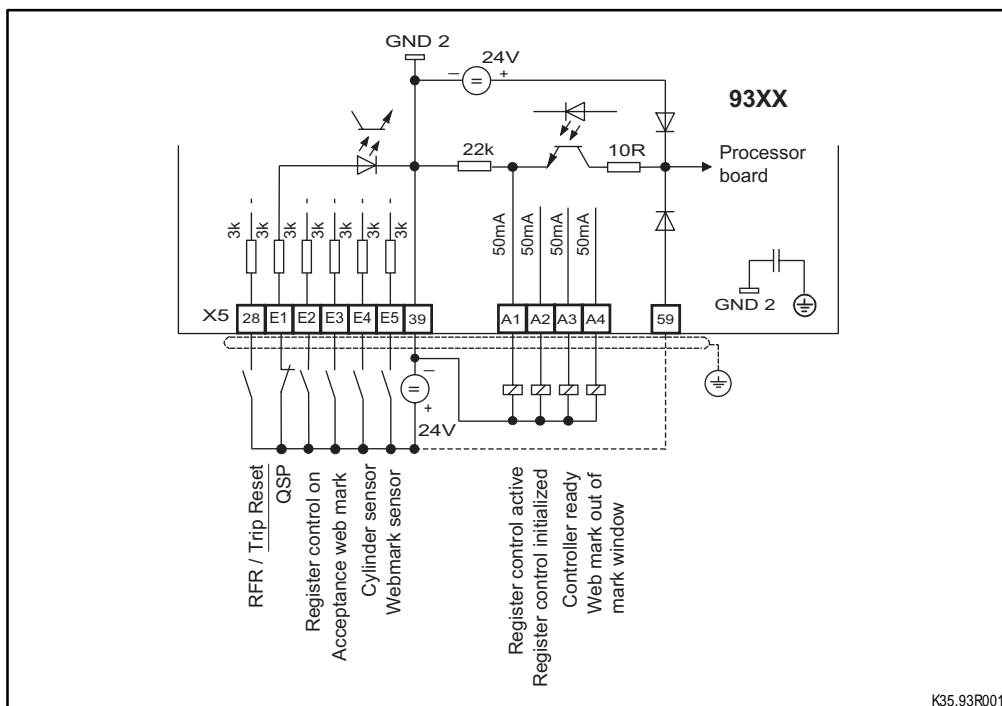 GND 2
24V
− = +
93XX
22k
10R
Processor
board
3k 3k 3k 3k 3k 3k
50mA 50mA 50mA 50mA
GND 2
X5 28 E1 E2 E3 E4 E5 39 A1 A2 A3 A4 59
−
=
+
24V
RFR / Trip Reset
QSP
Register control on
Acceptance web mark
Cylinder sensor
Webmark sensor
Register control active
Register control initialized
Controller ready
Web mark out of
mark window
K35.93R001